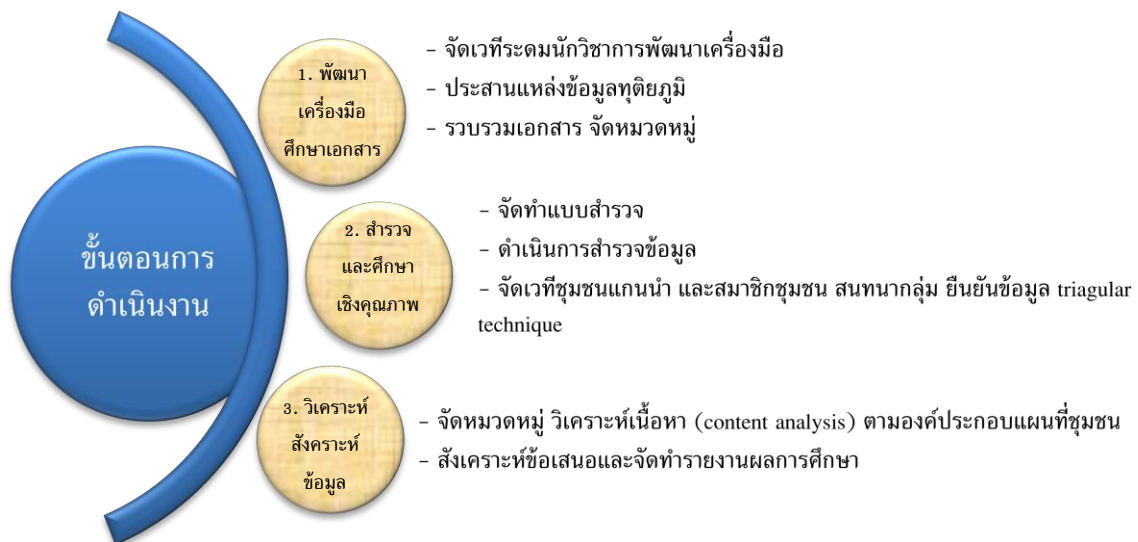 ขั้นตอนการ
ดำเนินงาน
1. พัฒนา
เครื่องมือ
ศึกษาเอกสาร
- จัดเวทีระดมนักวิชาการพัฒนาเครื่องมือ
- ประสานแหล่งข้อมูลทุติยภูมิ
- รวบรวมเอกสาร จัดหมวดหมู่
2. สำรวจ
และศึกษา
เชิงคุณภาพ
- จัดทำแบบสำรวจ
- ดำเนินการสำรวจข้อมูล
- จัดเวทีชุมชนแกนนำ และสมาชิกชุมชน สนทนากลุ่ม ยืนยันข้อมูล triagular
technique
3. วิเคราะห์
สังเคราะห์
ข้อมูล
- จัดหมวดหมู่ วิเคราะห์เนื้อหา (content analysis) ตามองค์ประกอบแผนที่ชุมชน
- สังเคราะห์ข้อเสนอและจัดทำรายงานผลการศึกษา